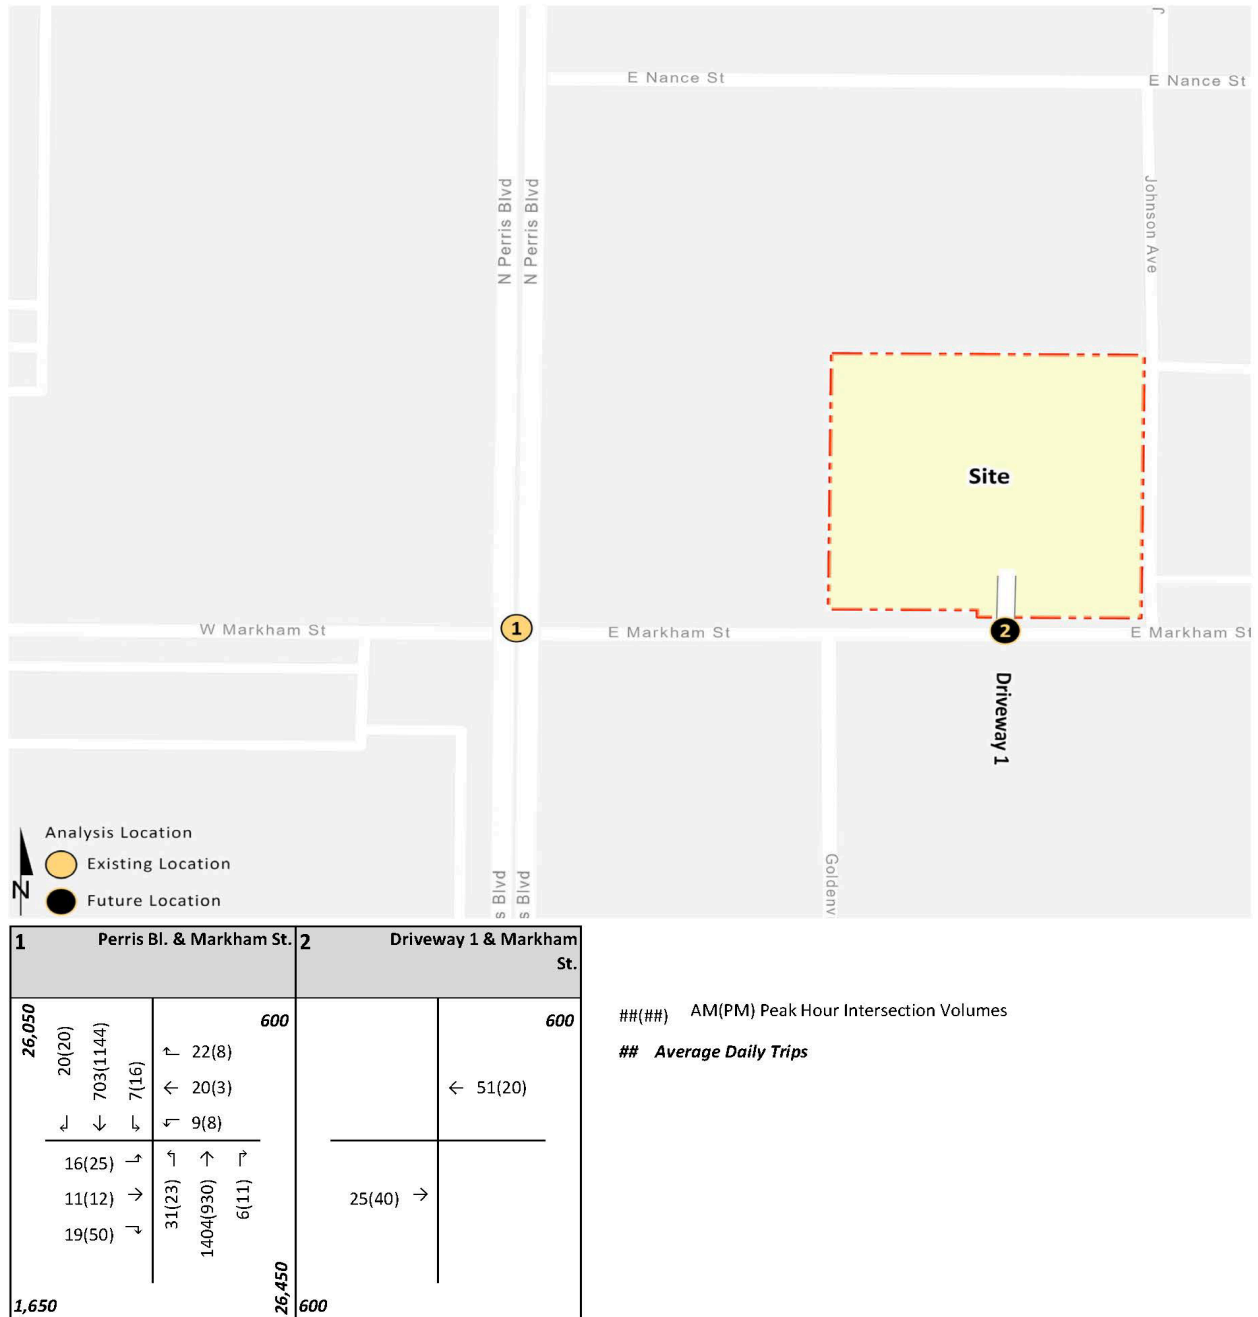 J
E Nance St
E Nance St
N Perris Blvd
N Perris Blvd
Johnson Ave
Site
W Markham St
1
E Markham St
2
E Markham St
Driveway 1
Analysis Location
Existing Location
N
Future Location
s Blvd
s Blvd
Goldenv
1 Perris Bl. & Markham St.
26,050
600
20(20)
703(1144)
7(16)
22(8)
20(3)
9(8)
16(25)
11(12)
19(50)
31(23)
1404(930)
6(11)
1,650
26,450
2 Driveway 1 & Markham
St.
600
51(20)
25(40)
600
##(##) AM(PM) Peak Hour Intersection Volumes
## Average Daily Trips